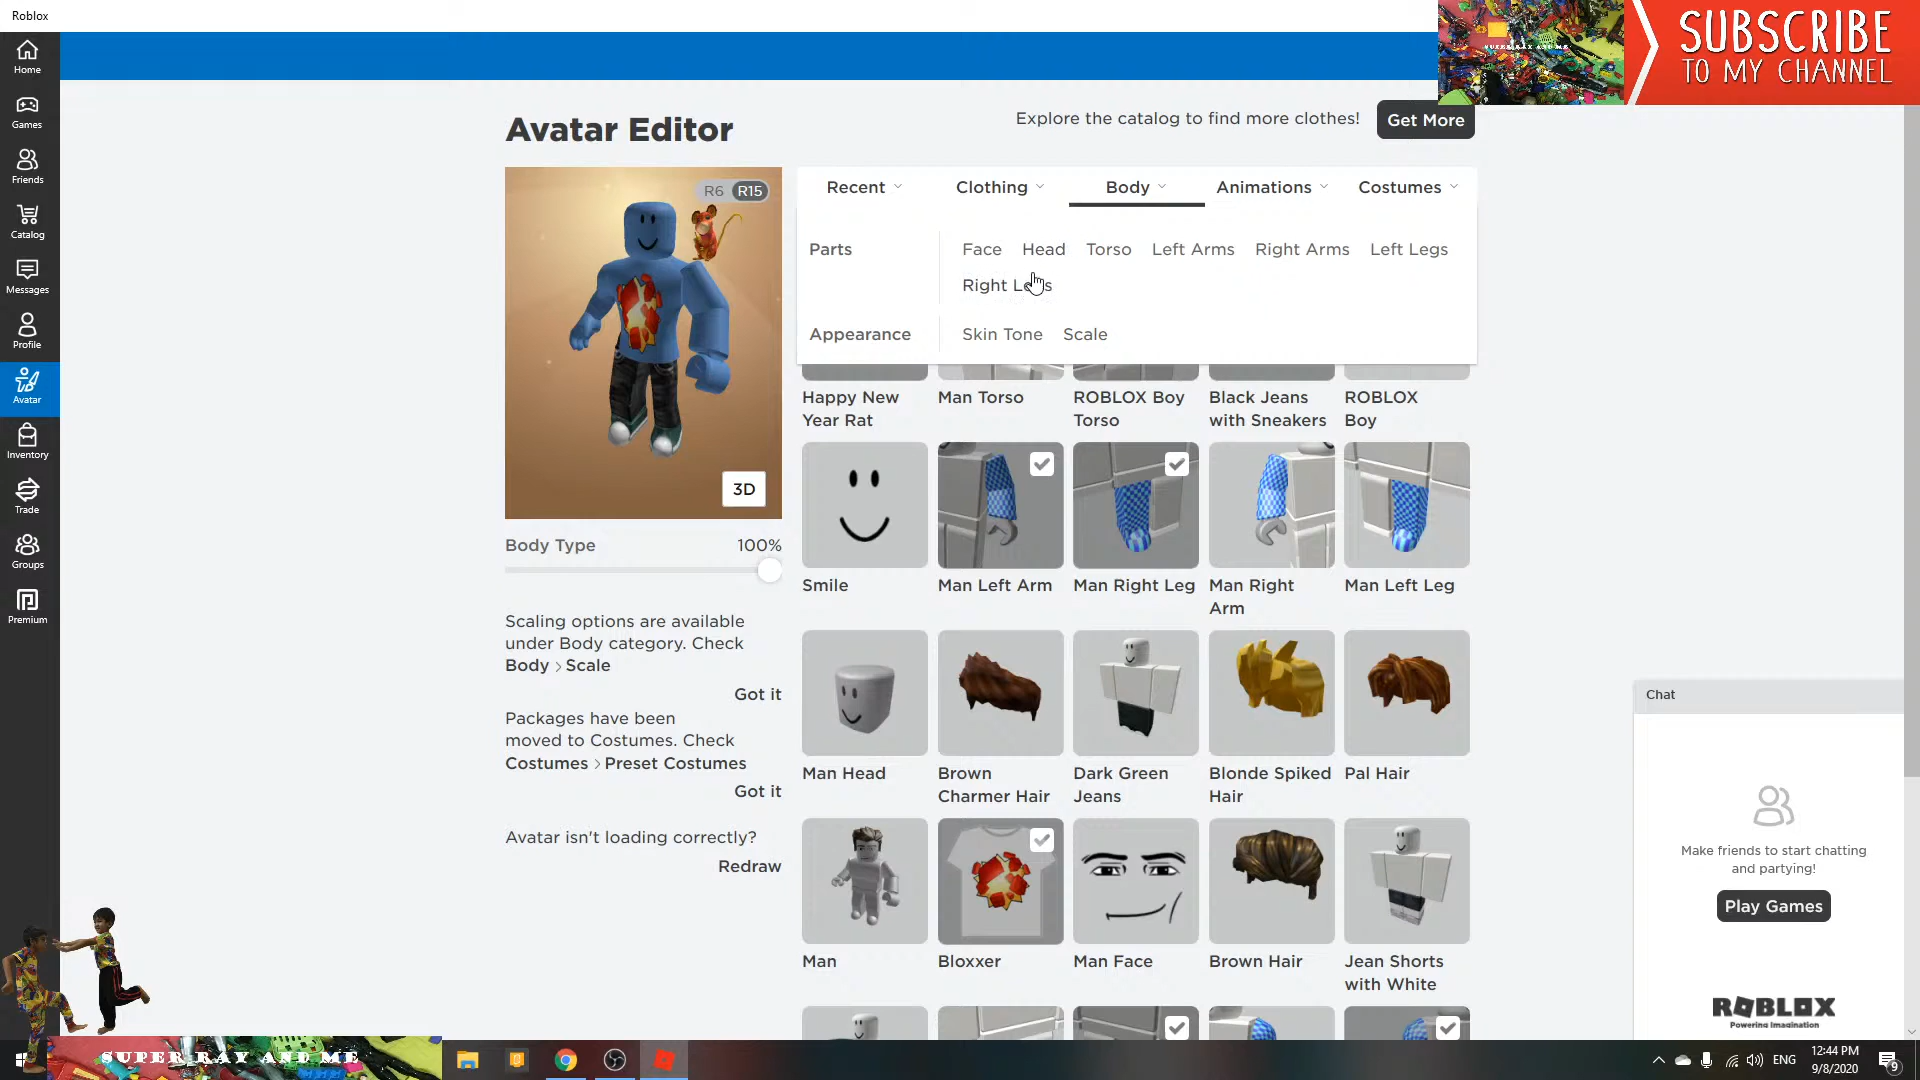 Roblox
SUBSCRIBE
TO MY CHANNEL
SUPER RAY AND ME
Home
Games
Friends
Catalog
Messages
Profile
Avatar
Inventory
Trade
Groups
Premium
Avatar Editor
Explore the catalog to find more clothes!
Get More
R6 R15
3D
Body Type 100%
Scaling options are available
under Body category. Check
Body > Scale
Got it
Packages have been
moved to Costumes. Check
Costumes > Preset Costumes
Got it
Avatar isn't loading correctly?
Redraw
Recent Clothing Body Animations Costumes
Parts
Face Head Torso Left Arms Right Arms Left Legs
Right Legs
Appearance
Skin Tone Scale
Happy New
Year Rat
Man Torso
ROBLOX Boy
Torso
Black Jeans
with Sneakers
ROBLOX
Boy
Smile
Man Left Arm
Man Right Leg
Man Right
Arm
Man Left Leg
Man Head
Brown
Charmer Hair
Dark Green
Jeans
Blonde Spiked
Hair
Pal Hair
Man
Bloxxer
Man Face
Brown Hair
Jean Shorts
with White
Chat
Make friends to start chatting
and partying!
Play Games
ROBLOX
Powering Imagination
SUPER RAY AND ME
ENG
12:44 PM
9/8/2020
9